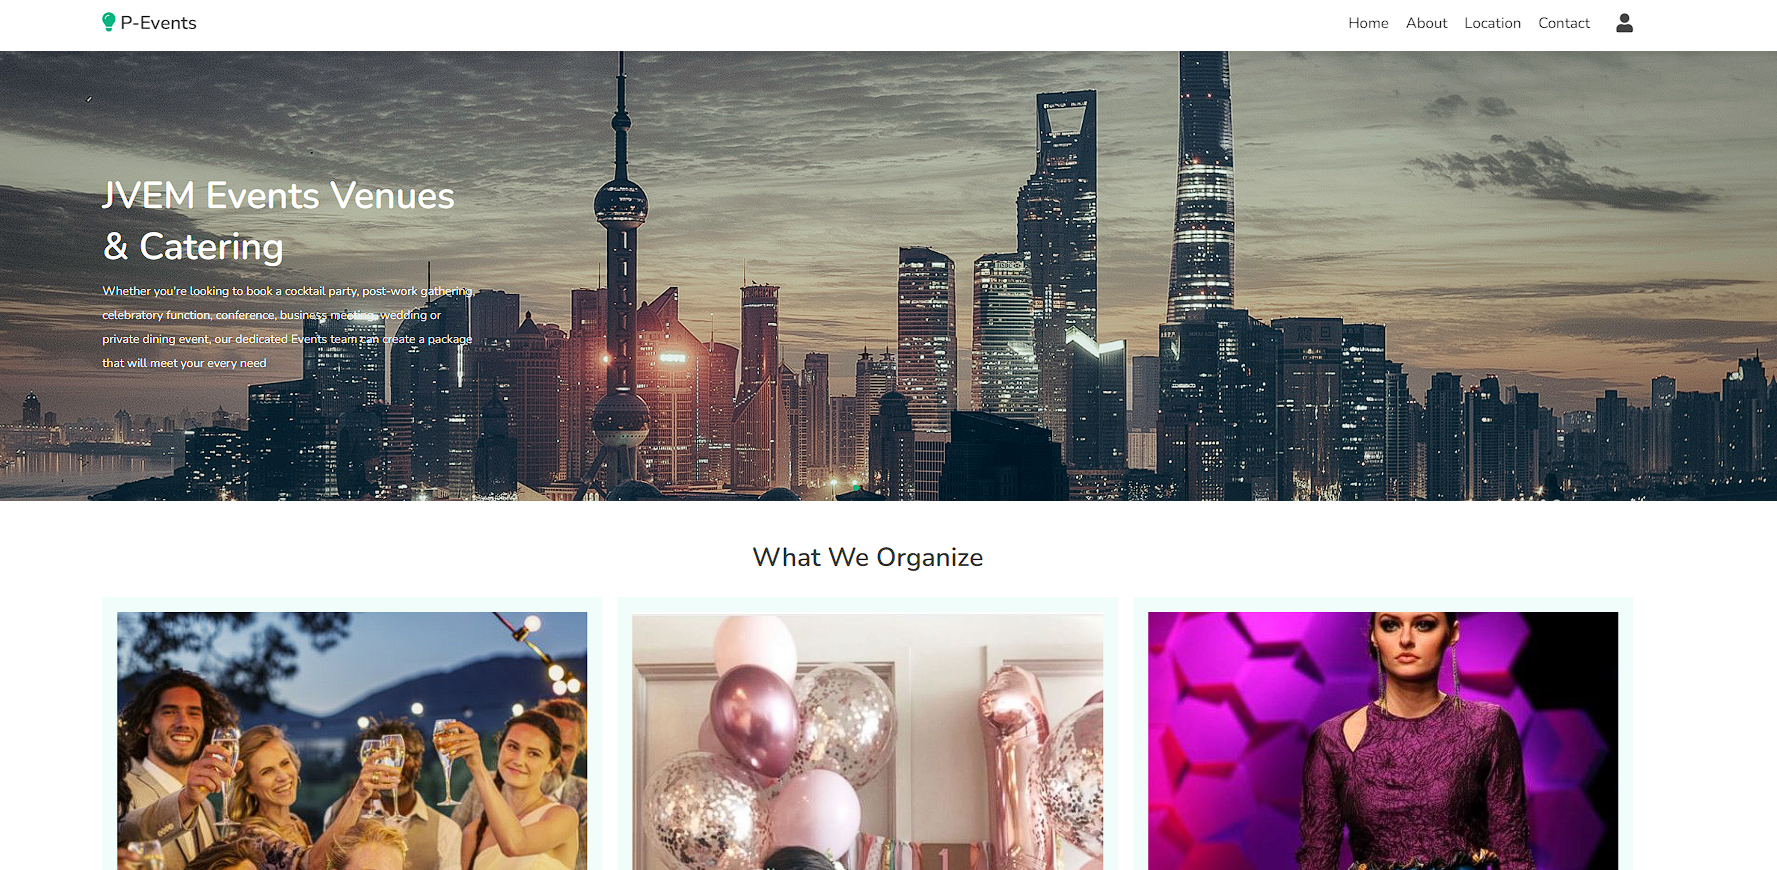 P-Events
Home About Location Contact
JVEM Events Venues
& Catering
Whether you're looking to book a cocktail party, post-work gathering,
celebratory function, conference, business meeting, wedding or
private dining event, our dedicated Events team can create a package
that will meet your every need
What We Organize
1